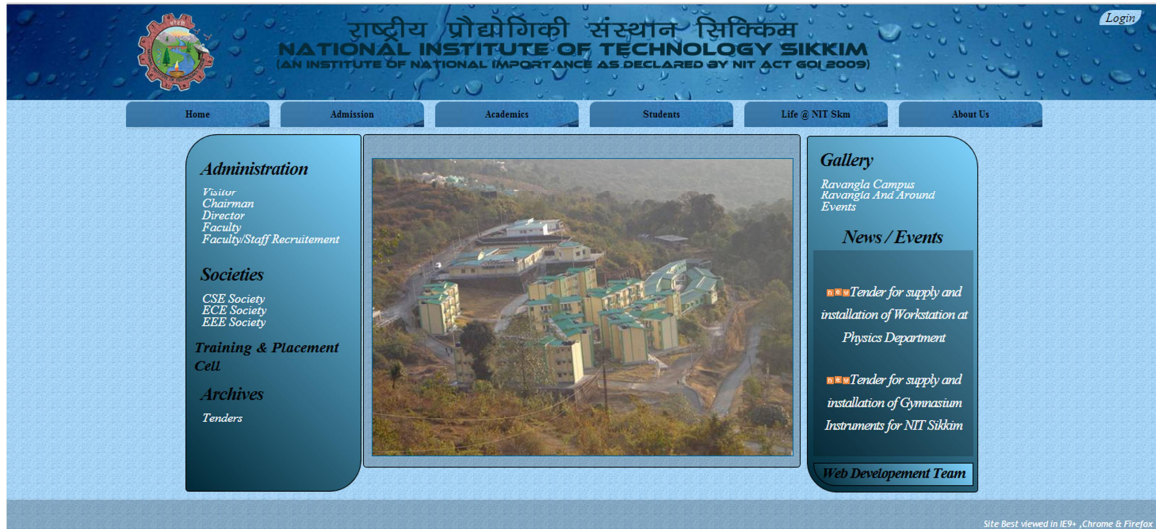 Login
राष्ट्रीय प्रौद्योगिकी संस्थान सिक्किम
NATIONAL INSTITUTE OF TECHNOLOGY SIKKIM
(AN INSTITUTE OF NATIONAL IMPORTANCE AS DECLARED BY NIT ACT GOI 2009)
Home
Admission
Academics
Students
Life @ NIT Skm
About Us
Administration
Visitor
Chairman
Director
Faculty
Faculty/Staff Recruitement
Societies
CSE Society
ECE Society
EEE Society
Training & Placement
Cell
Archives
Tenders
Gallery
Ravangla Campus
Ravangla And Around
Events
News / Events
NEW Tender for supply and
installation of Workstation at
Physics Department
NEW Tender for supply and
installation of Gymnasium
Instruments for NIT Sikkim
Web Developement Team
Site Best viewed in IE9+ ,Chrame & Firefox